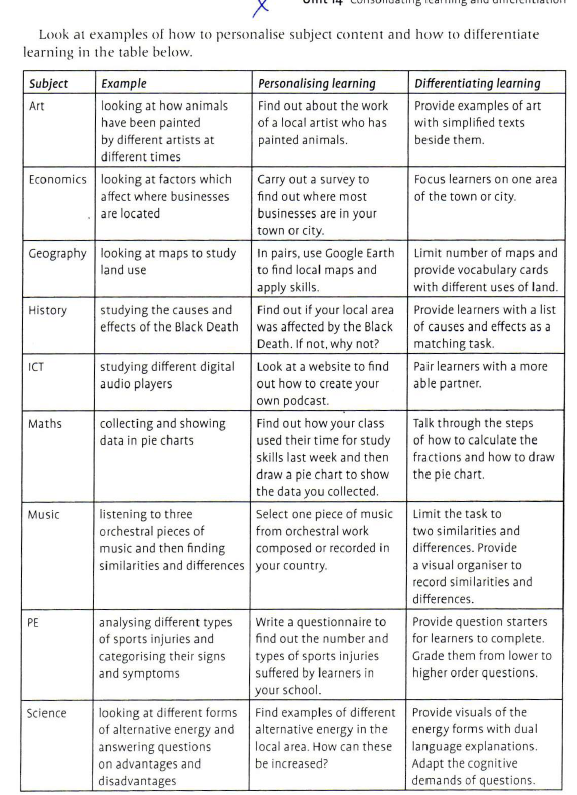 Unit 14 Consolidating learning and differentiation
Look at examples of how to personalise subject content and how to differentiate
learning in the table below.
Subject Example Personalising learning Differentiating learning
Art
looking at how animals
have been painted
by different artists at
different times
Find out about the work
of a local artist who has
painted animals.
Provide examples of art
with simplified texts
beside them.
Economics
looking at factors which
affect where businesses
are located
Carry out a survey to
find out where most
businesses are in your
town or city.
Focus learners on one area
of the town or city.
Geography
looking at maps to study
land use
In pairs, use Google Earth
to find local maps and
apply skills.
Limit number of maps and
provide vocabulary cards
with different uses of land.
History
studying the causes and
effects of the Black Death
Find out if your local area
was affected by the Black
Death. If not, why not?
Provide learners with a list
of causes and effects as a
matching task.
ICT
studying different digital
audio players
Look at a website to find
out how to create your
own podcast.
Pair learners with a more
able partner.
Maths
collecting and showing
data in pie charts
Find out how your class
used their time for study
skills last week and then
draw a pie chart to show
the data you collected.
Talk through the steps
of how to calculate the
fractions and how to draw
the pie chart.
Music
listening to three
orchestral pieces of
music and then finding
similarities and differences
Select one piece of music
from orchestral work
composed or recorded in
your country.
Limit the task to
two similarities and
differences. Provide
a visual organiser to
record similarities and
differences.
PE
analysing different types
of sports injuries and
categorising their signs
and symptoms
Write a questionnaire to
find out the number and
types of sports injuries
suffered by learners in
your school.
Provide question starters
for learners to complete.
Grade them from lower to
higher order questions.
Science
looking at different forms
of alternative energy and
answering questions
on advantages and
disadvantages
Find examples of different
alternative energy in the
local area. How can these
be increased?
Provide visuals of the
energy forms with dual
language explanations.
Adapt the cognitive
demands of questions.